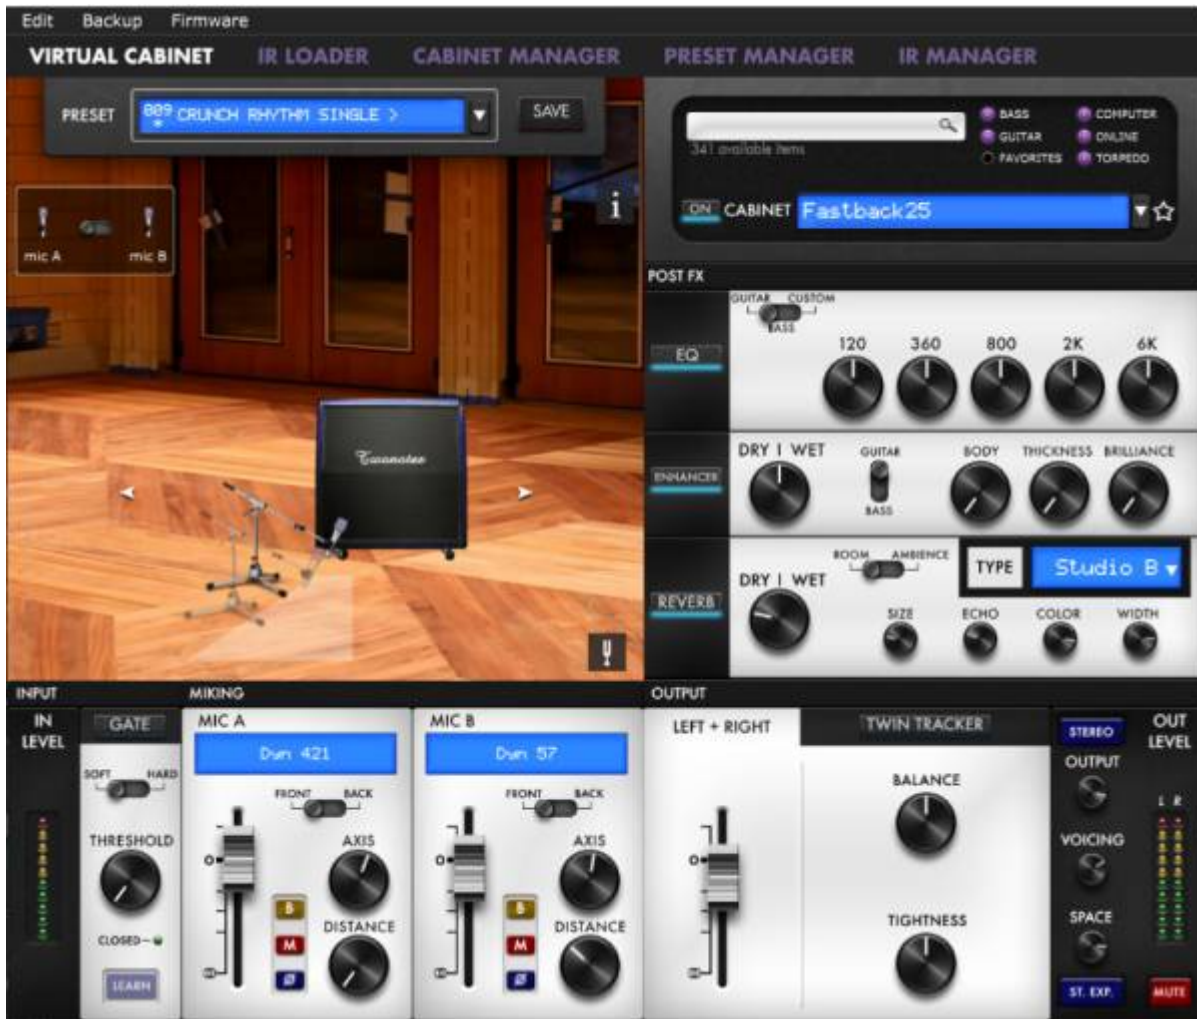 Edit Backup Firmware
VIRTUAL CABINET IR LOADER CABINET MANAGER PRESET MANAGER IR MANAGER
PRESET
809 CRUNCH RHYTHM SINGLE >
*
SAVE
mic A mic B
i
Twonotes
341 available items
BASS COMPUTER
GUITAR ONLINE
FAVORITES TORPEDO
ON CABINET Fastback25
POST FX
EQ
GUITAR CUSTOM
BASS
120 360 800 2K 6K
ENHANCER
DRY | WET
GUITAR
BASS
BODY THICKNESS BRILLIANCE
REVERB
DRY | WET
ROOM AMBIENCE
TYPE Studio B
SIZE ECHO COLOR WIDTH
INPUT
IN
LEVEL
GATE
SOFT HARD
THRESHOLD
CLOSED
LEARN
MIKING
MIC A
Dyn 421
FRONT BACK
0
AXIS
B
M
Ø
DISTANCE
∞
MIC B
Dyn 57
FRONT BACK
0
AXIS
B
M
Ø
DISTANCE
∞
OUTPUT
LEFT + RIGHT
0
∞
TWIN TRACKER
BALANCE
TIGHTNESS
STEREO
OUTPUT
VOICING
SPACE
ST. EXP.
OUT
LEVEL
L R
MUTE